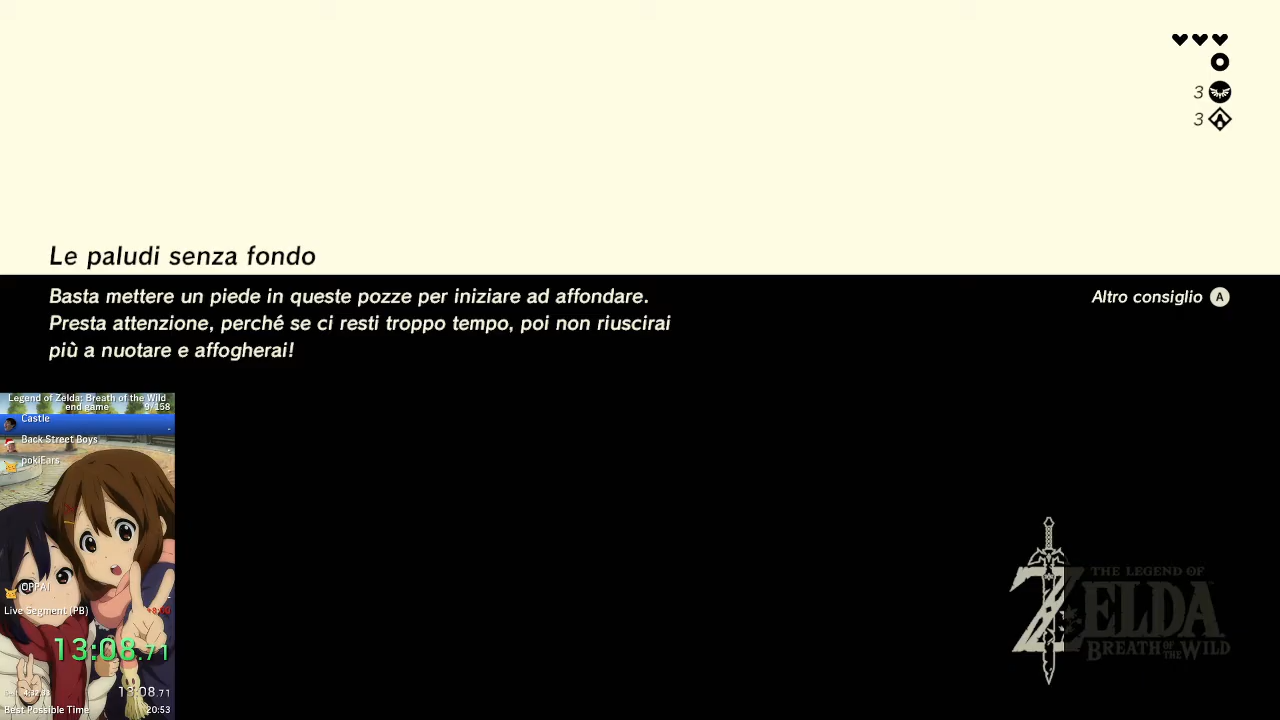 3
3
Le paludi senza fondo
Basta mettere un piede in queste pozze per iniziare ad affondare.
Presta attenzione, perché se ci resti troppo tempo, poi non riuscirai
più a nuotare e affogherai!
Altro consiglio A
Legend of Zelda: Breath of the Wild
end game 9/158
Castle -
Back Street Boys -
pokiEars -
OPPAI -
Live Segment (PB)
13:08.71
13:08.71
Best Possible Time 20:53
THE LEGEND OF
ZELDA
BREATH OF THE WILD